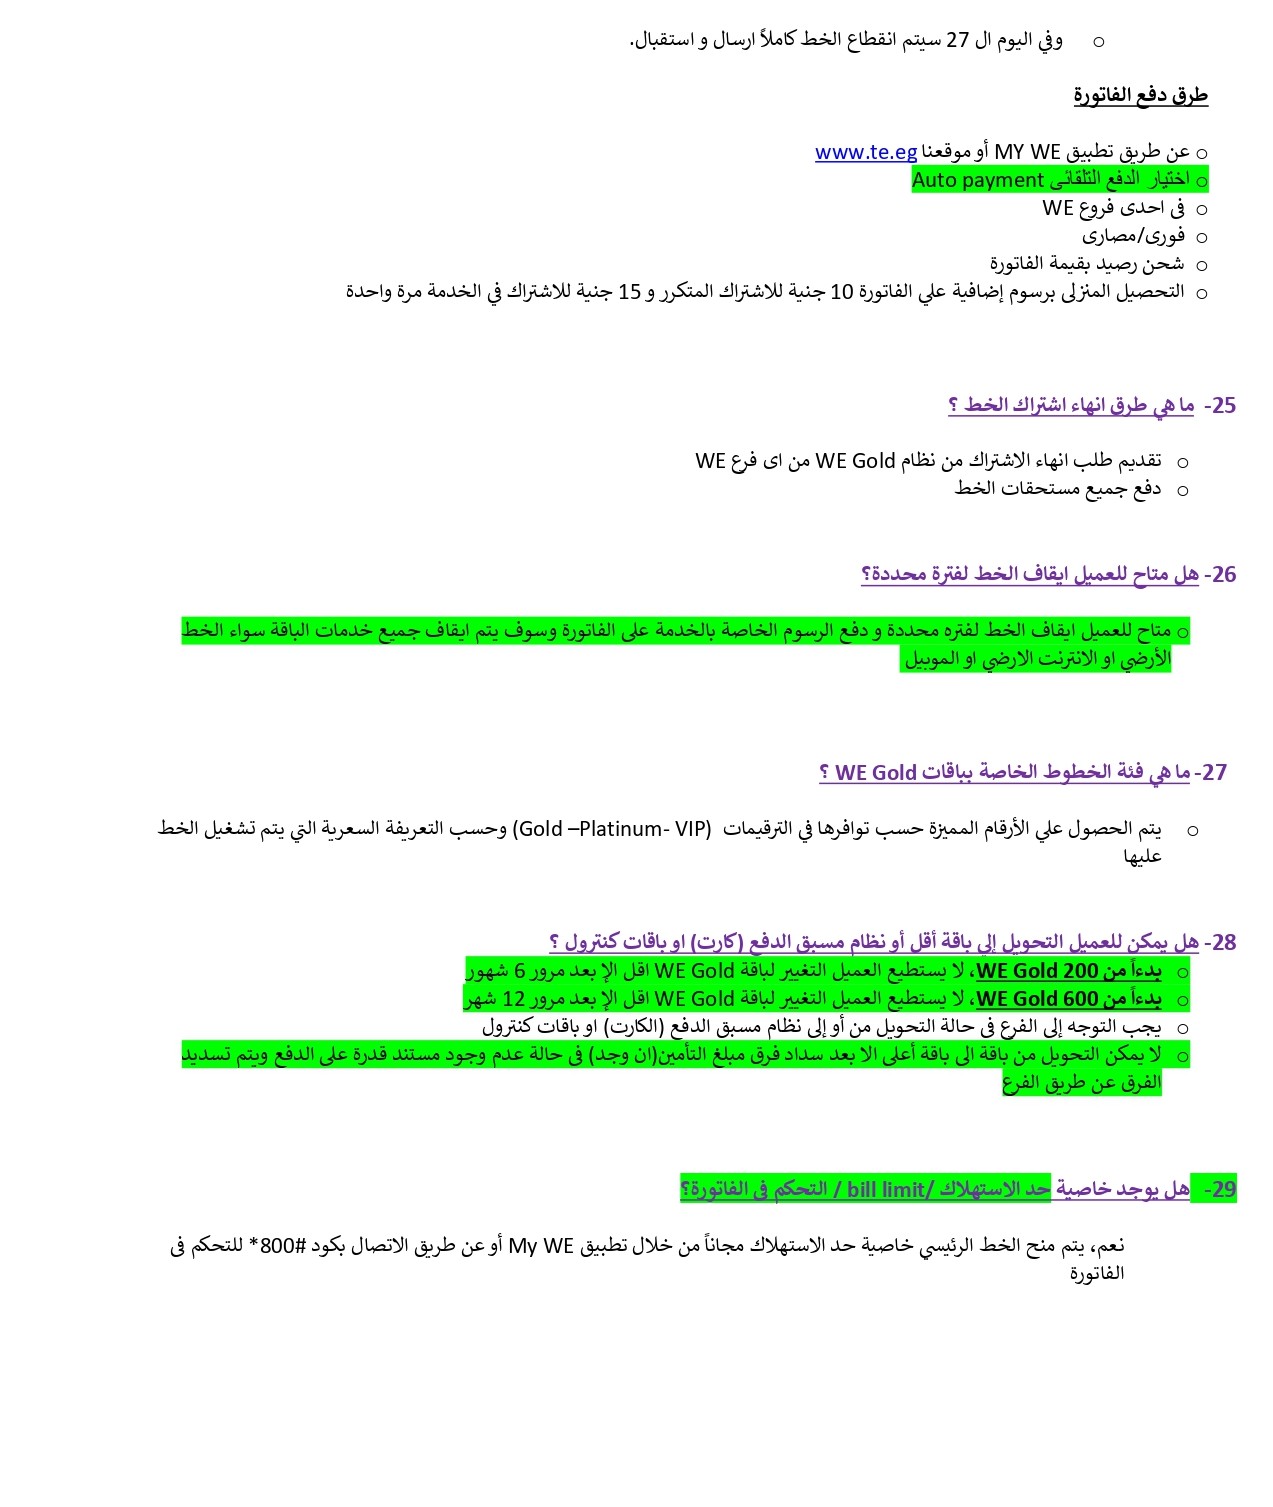 o وفي اليوم ال 27 سيتم انقطاع الخط كاملاً ارسال و استقبال.
طرق دفع الفاتورة
o عن طريق تطبيق MY WE أو موقعنا www.te.eg
o اختيار الدفع التلقائى Auto payment
o فى احدى فروع WE
o فورى/مصارى
o شحن رصيد بقيمة الفاتورة
o التحصيل المنزلى برسوم إضافية علي الفاتورة 10 جنية للاشتراك المتكرر و 15 جنية للاشتراك في الخدمة مرة واحدة
25- ما هي طرق انهاء اشتراك الخط ؟
o تقديم طلب انهاء الاشتراك من نظام WE Gold من اى فرع WE
o دفع جميع مستحقات الخط
26- هل متاح للعميل ايقاف الخط لفترة محددة؟
o متاح للعميل ايقاف الخط لفتره محددة و دفع الرسوم الخاصة بالخدمة على الفاتورة وسوف يتم ايقاف جميع خدمات الباقة سواء الخط
الأرضي او الانترنت الارضي او الموبيل
27- ما هي فئة الخطوط الخاصة بباقات WE Gold ؟
o يتم الحصول علي الأرقام المميزة حسب توافرها في الترقيمات (Gold –Platinum- VIP) وحسب التعريفة السعرية التي يتم تشغيل الخط
عليها
28- هل يمكن للعميل التحويل إلي باقة أقل أو نظام مسبق الدفع (كارت) او باقات كنترول ؟
o بدءاً من WE Gold 200، لا يستطيع العميل التغيير لباقة WE Gold اقل الإ بعد مرور 6 شهور
o بدءاً من WE Gold 600، لا يستطيع العميل التغيير لباقة WE Gold اقل الإ بعد مرور 12 شهر
o يجب التوجه إلى الفرع فى حالة التحويل من أو إلى نظام مسبق الدفع (الكارت) او باقات كنترول
o لا يمكن التحويل من باقة الى باقة أعلى الا بعد سداد فرق مبلغ التأمين(ان وجد) فى حالة عدم وجود مستند قدرة على الدفع ويتم تسديد
الفرق عن طريق الفرع
29- هل يوجد خاصية حد الاستهلاك /bill limit / التحكم فى الفاتورة؟
نعم، يتم منح الخط الرئيسي خاصية حد الاستهلاك مجاناً من خلال تطبيق My WE أو عن طريق الاتصال بكود #800* للتحكم فى
الفاتورة